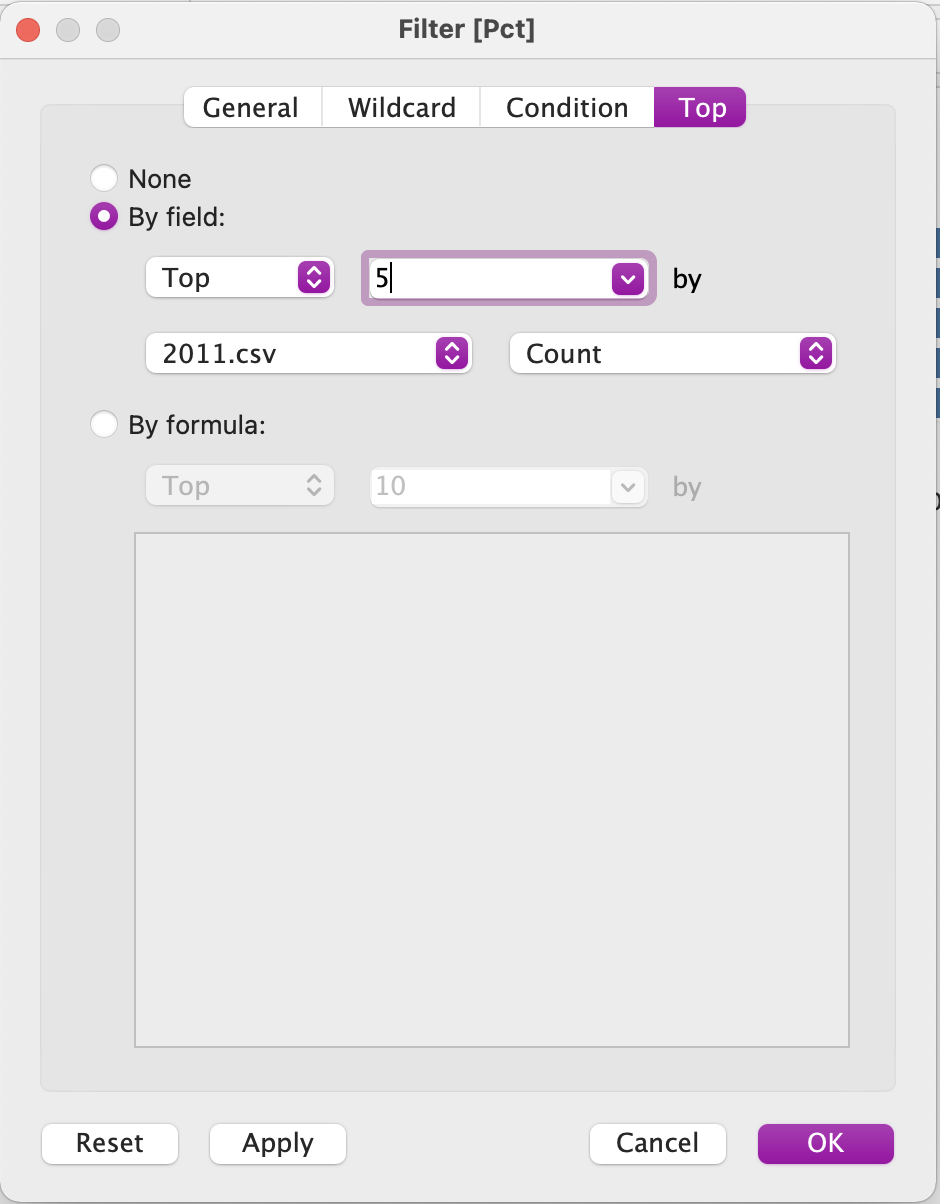 Filter [Pct]
General Wildcard Condition Top
None
By field:
Top 5 by
2011.csv Count
By formula:
Top 10 by
Reset Apply Cancel OK